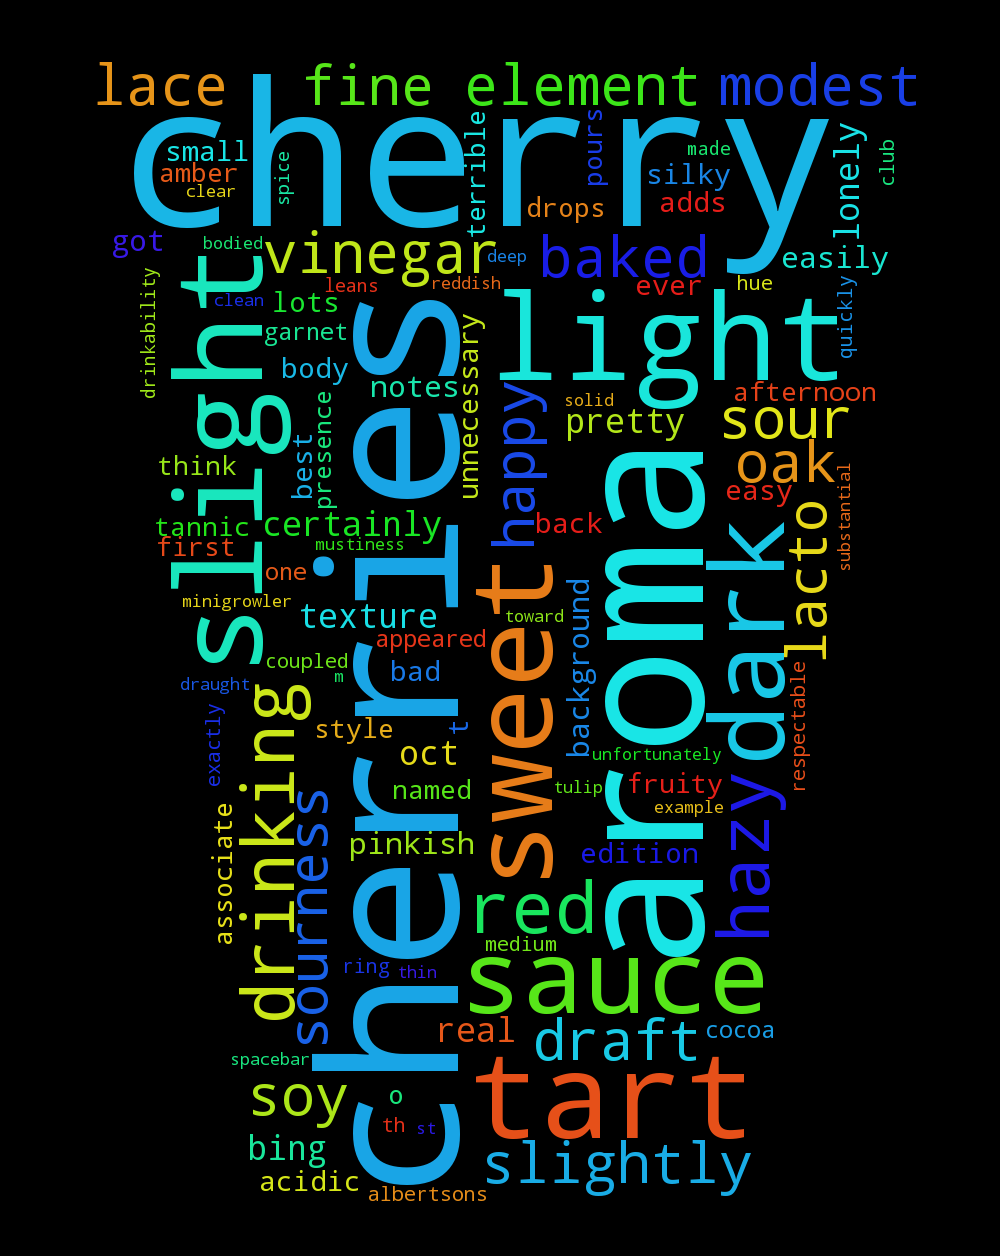 lace
fine element
modest
cherry
small
amber
clear
spice
terrible
pours
made
silky
adds
drops
lonely
club
got
bodied
vinegar
deep
baked
easily
drinkability
clean
leans
reddish
lots
ever
hue
quickly
slight
garnet
cherries
light
body
notes
unnecessary
happy
solid
pretty
afternoon
sour
best
presence
think
aroma
oak
easy
substantial
tannic
certainly
back
dark
lacto
first
mustiness
one
minigrowler
texture
sweet
toward
background
appeared
coupled
m
bad
draught
drinking
exactly
style
t
oct
unfortunately
respectable
named
tulip
fruity
example
hazy
sourness
associate
pinkish
edition
red
medium
ring
thin
sauce
real
draft
cocoa
spacebar
soy
o
tart
th
st
bing
slightly
acidic
albertsons